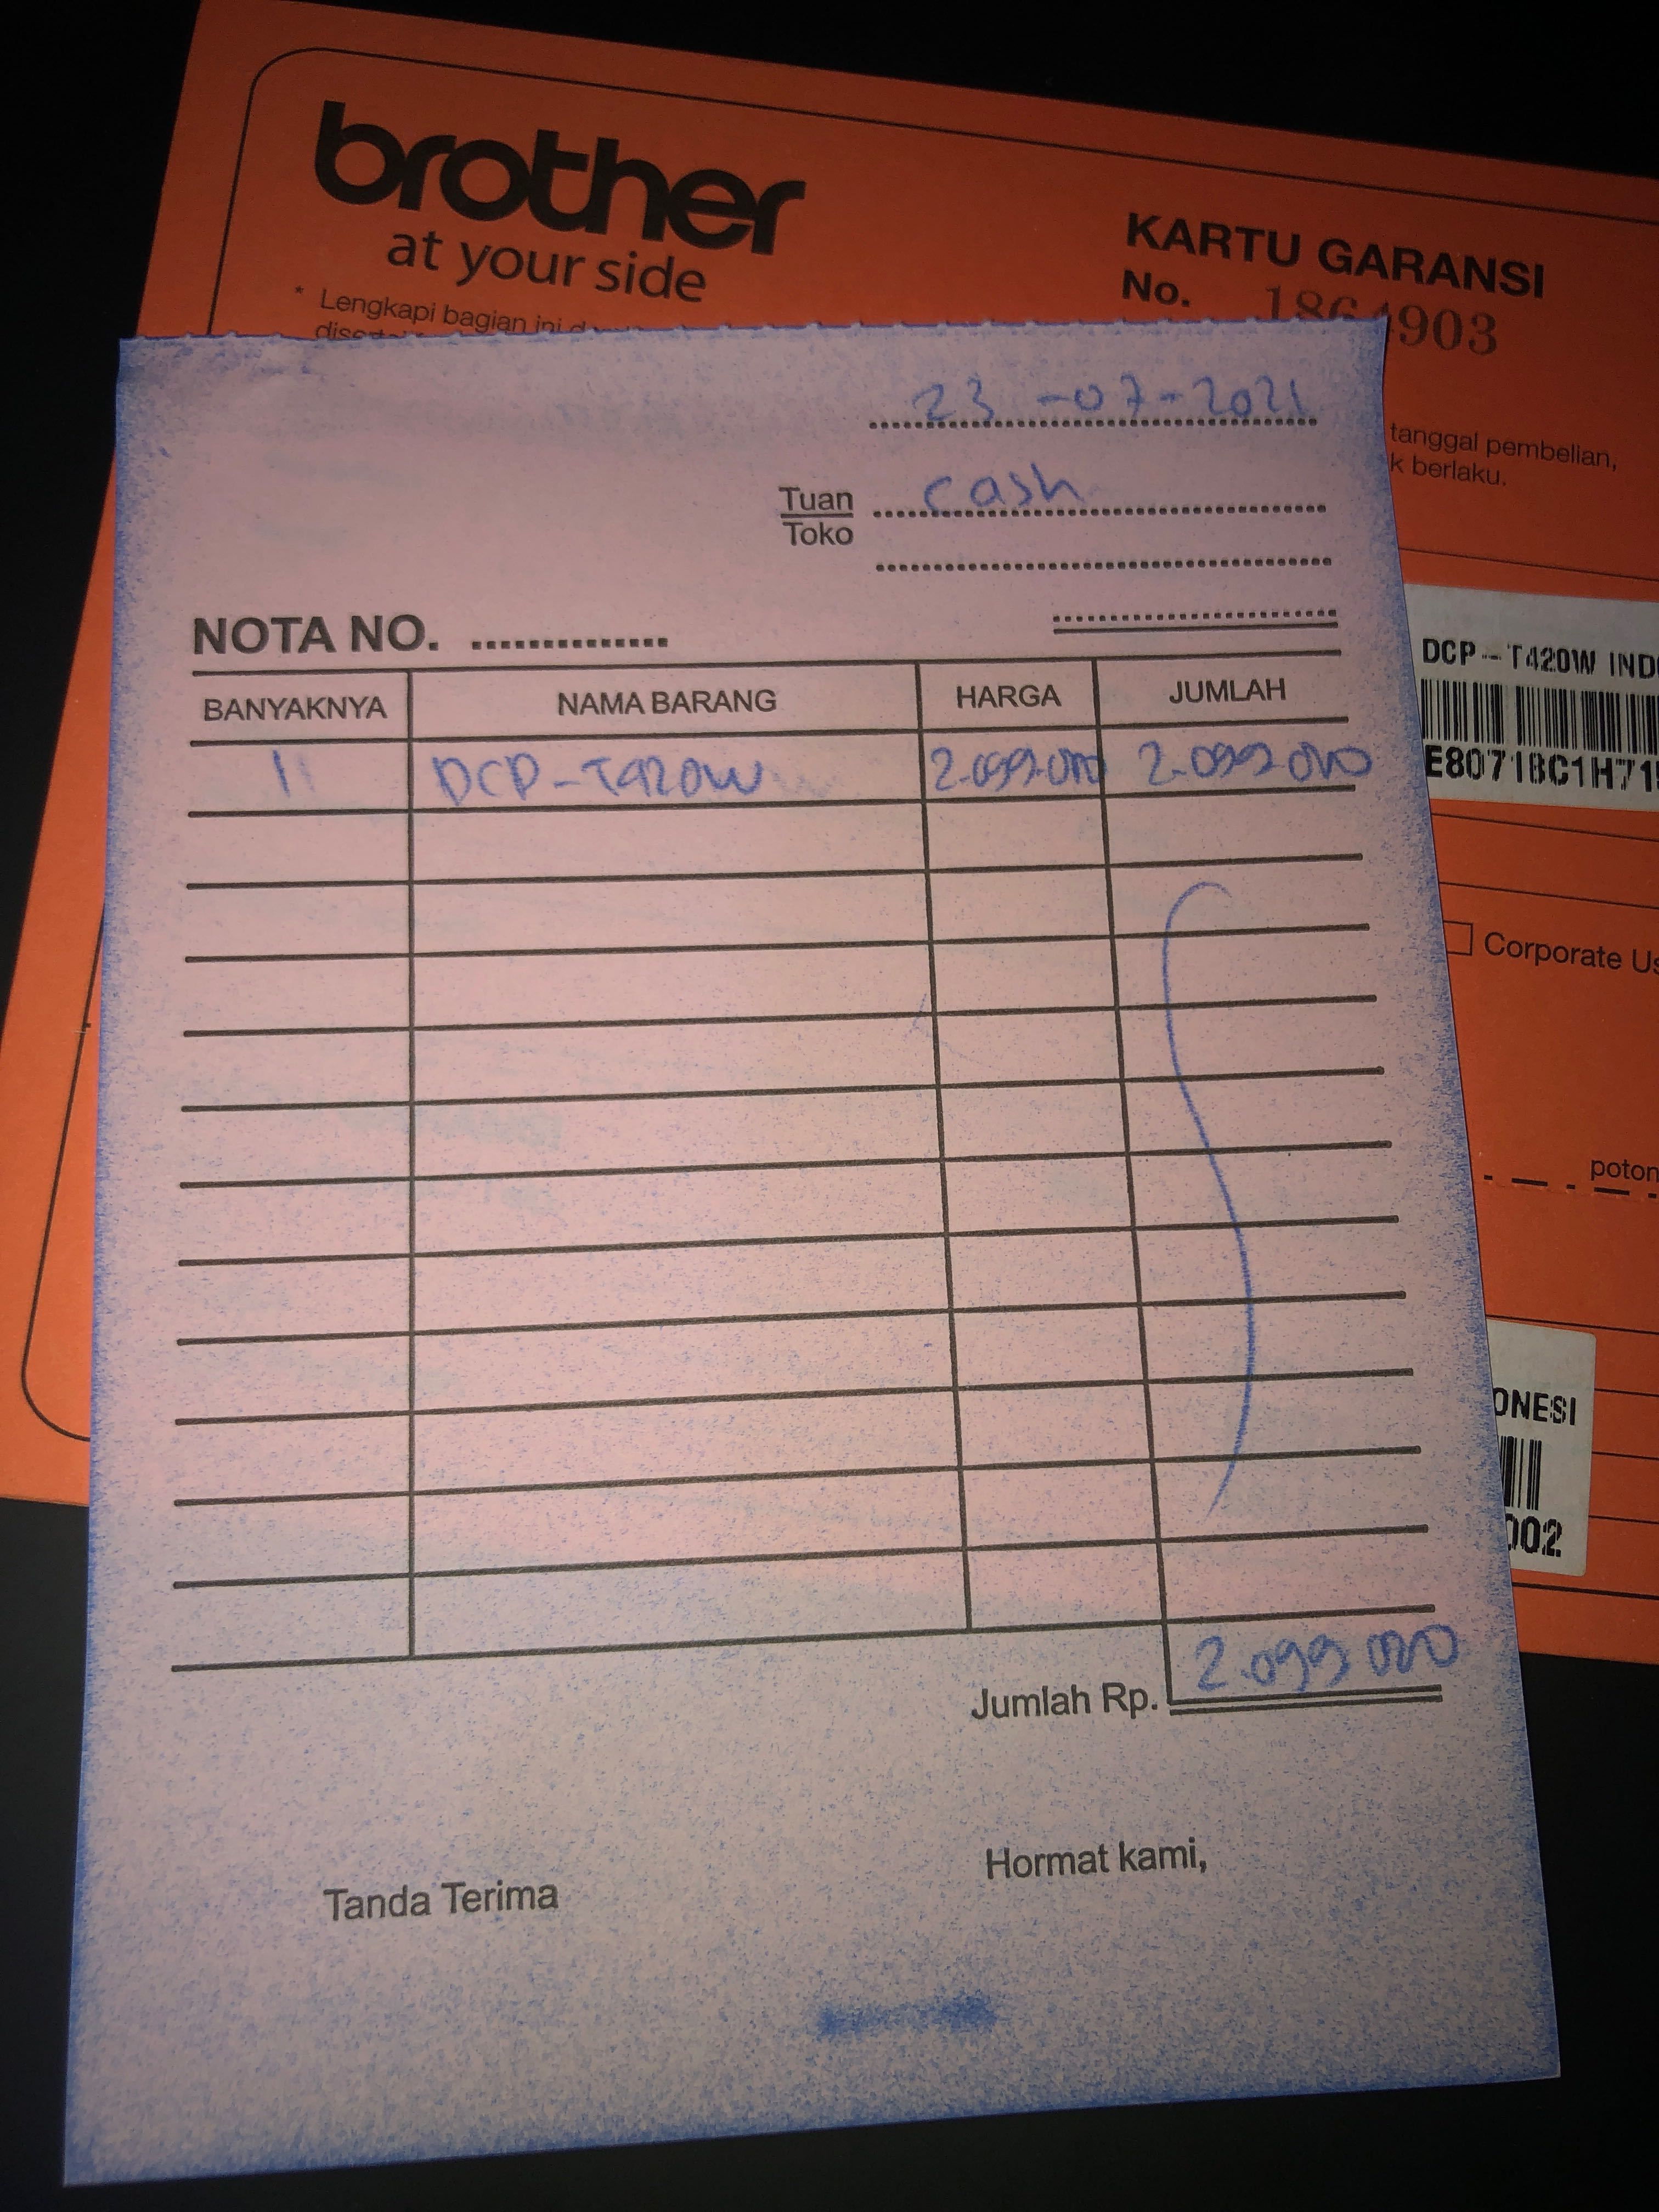 brother
at your side
KARTU GARANSI
No.
* Lengkapi bagian ini
903
tanggal pembelian,
k berlaku.
23-07-2021
Tuan cash
Toko
NOTA NO.
BANYAKNYA NAMA BARANG HARGA JUMLAH
1 DCP-T420W 2.099.000 2.099.000
DCP-T420W IND
E80718C1H71
Corporate Us
poton
ONESI
002
Jumlah Rp. 2.099.000
Tanda Terima
Hormat kami,